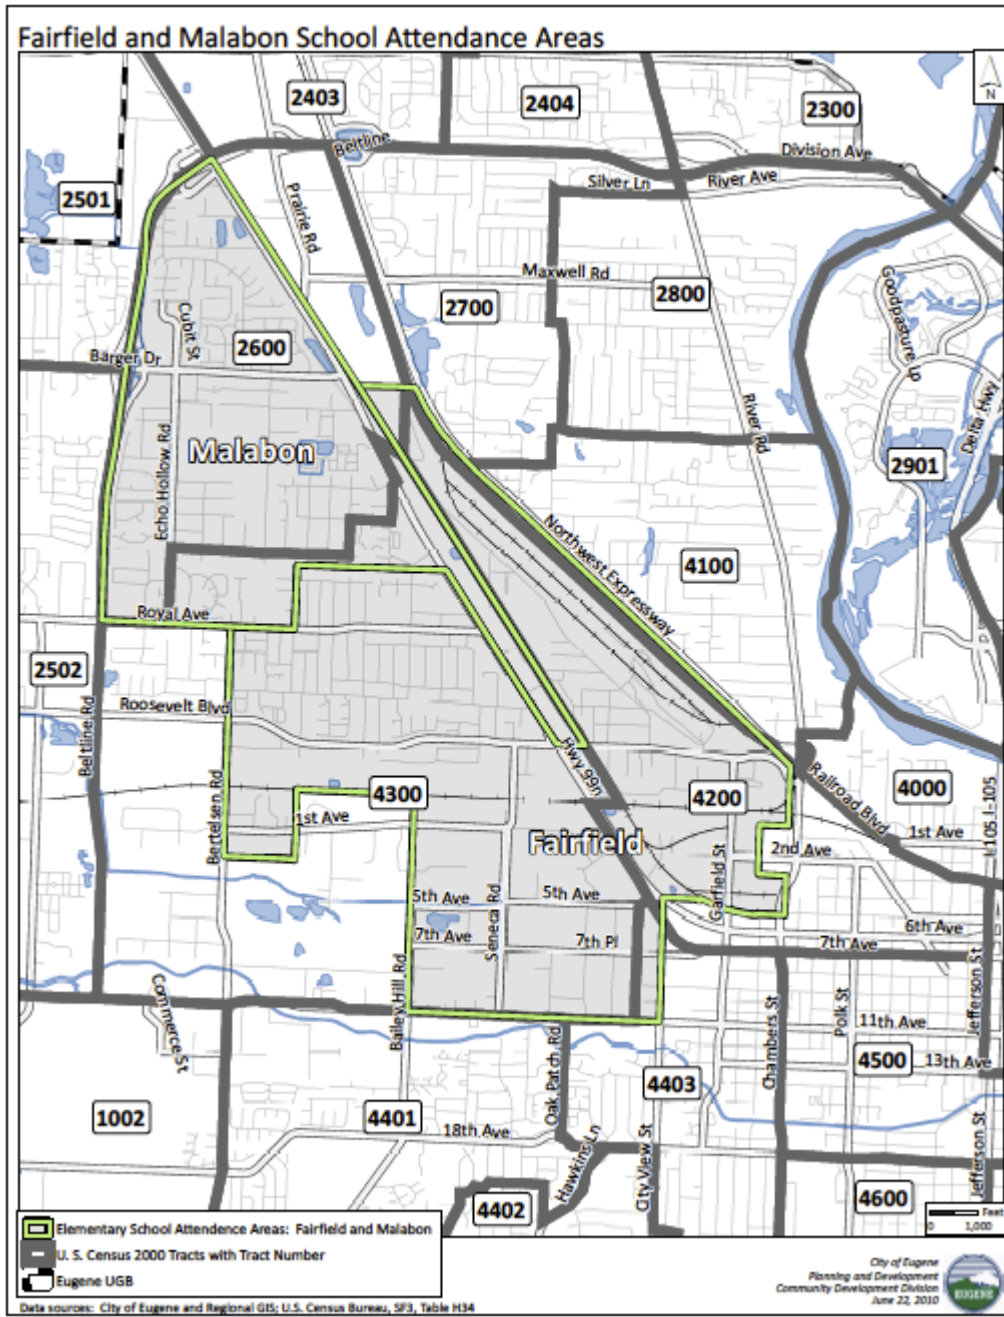 Fairfield and Malabon School Attendance Areas
N
2403
2404
2300
Beltline
Division Ave
2501
Silver Ln
River Ave
Prairie Rd
Maxwell Rd
2700
2800
Goodpasture Lp
Cubit St
2600
Barger Dr
Delta Hwy
River Rd
Malabon
Echo Hollow Rd
2901
Northwest Expressway
4100
Royal Ave
2502
Roosevelt Blvd
Beltline Rd
Hwy 99n
Railroad Blvd
4300
4200
4000
I-105
Bertelsen Rd
1st Ave
1st Ave
Fairfield
2nd Ave
Garfield St
5th Ave
5th Ave
Seneca Rd
6th Ave
7th Ave
7th Pl
7th Ave
Bailey Hill Rd
Commerce St
Jefferson St
Polk St
Chambers St
11th Ave
Oak Patch Rd
4500
13th Ave
4403
1002
4401
18th Ave
Hawkins Ln
City View St
Jefferson St
4402
4600
Feet
0 1,000
Elementary School Attendence Areas: Fairfield and Malabon
U. S. Census 2000 Tracts with Tract Number
Eugene UGB
City of Eugene
Planning and Development
Community Development Division
June 22, 2010
EUGENE
Data sources: City of Eugene and Regional GIS; U.S. Census Bureau, SF3, Table H34